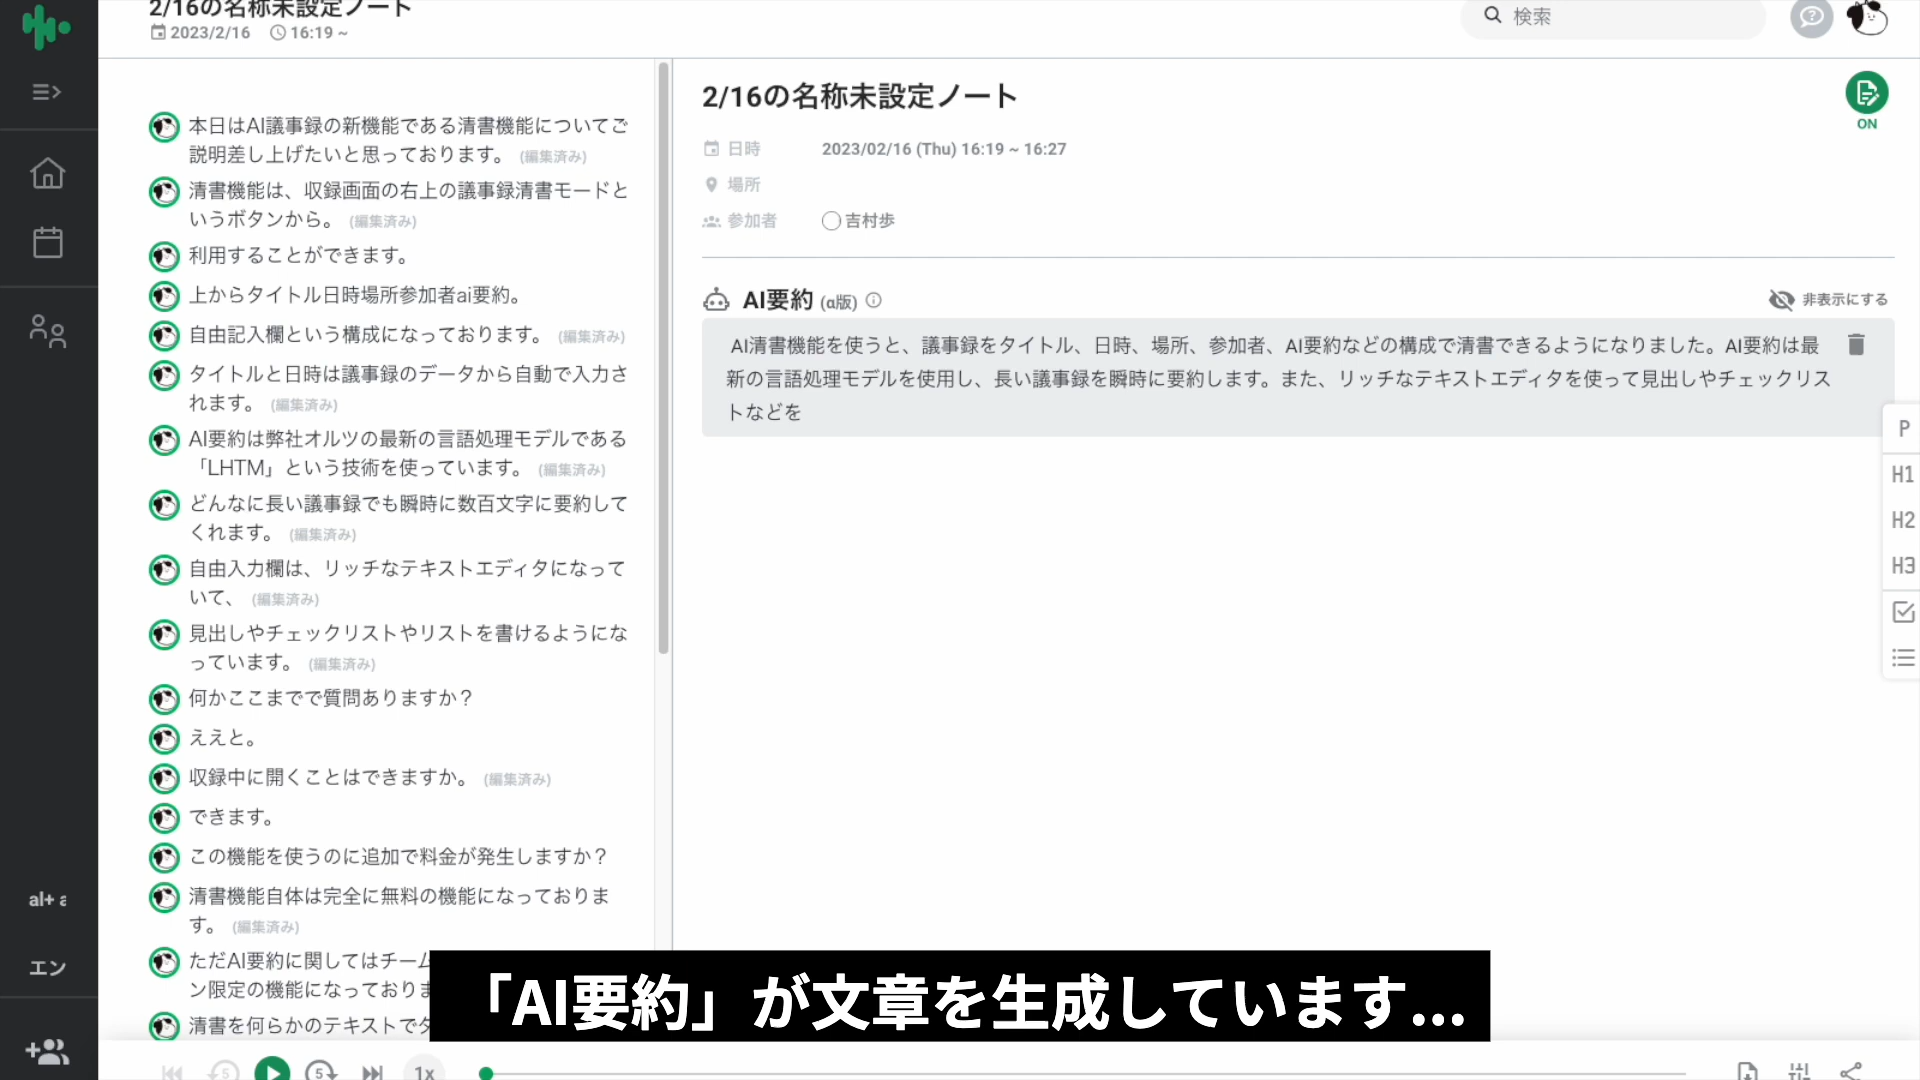 2/16の名称未設定ノート
2023/2/16 16:19 ~
検索
本日はAI議事録の新機能である清書機能についてご
説明差し上げたいと思っております。 (編集済み)
清書機能は、収録画面の右上の議事録清書モードと
いうボタンから。 (編集済み)
利用することができます。
上からタイトル日時場所参加者ai要約。
自由記入欄という構成になっております。 (編集済み)
タイトルと日時は議事録のデータから自動で入力さ
れます。 (編集済み)
AI要約は弊社オルツの最新の言語処理モデルである
「LHTM」という技術を使っています。 (編集済み)
どんなに長い議事録でも瞬時に数百文字に要約して
くれます。 (編集済み)
自由入力欄は、リッチなテキストエディタになって
いて、 (編集済み)
見出しやチェックリストやリストを書けるようにな
っています。 (編集済み)
何かここまでで質問ありますか？
ええと。
収録中に開くことはできますか。 (編集済み)
できます。
この機能を使うのに追加で料金が発生しますか？
清書機能自体は完全に無料の機能になっておりま
す。 (編集済み)
ただAI要約に関してはチーム
ン限定の機能になっておりま
清書を何らかのテキストでダ
2/16の名称未設定ノート
ON
日時 2023/02/16 (Thu) 16:19 ~ 16:27
場所
参加者 吉村歩
AI要約 (α版)
非表示にする
AI清書機能を使うと、議事録をタイトル、日時、場所、参加者、AI要約などの構成で清書できるようになりました。AI要約は最
新の言語処理モデルを使用し、長い議事録を瞬時に要約します。また、リッチなテキストエディタを使って見出しやチェックリス
トなどを
P
H1
H2
H3
al+ a
エン
「AI要約」が文章を生成しています...
5
5
1x